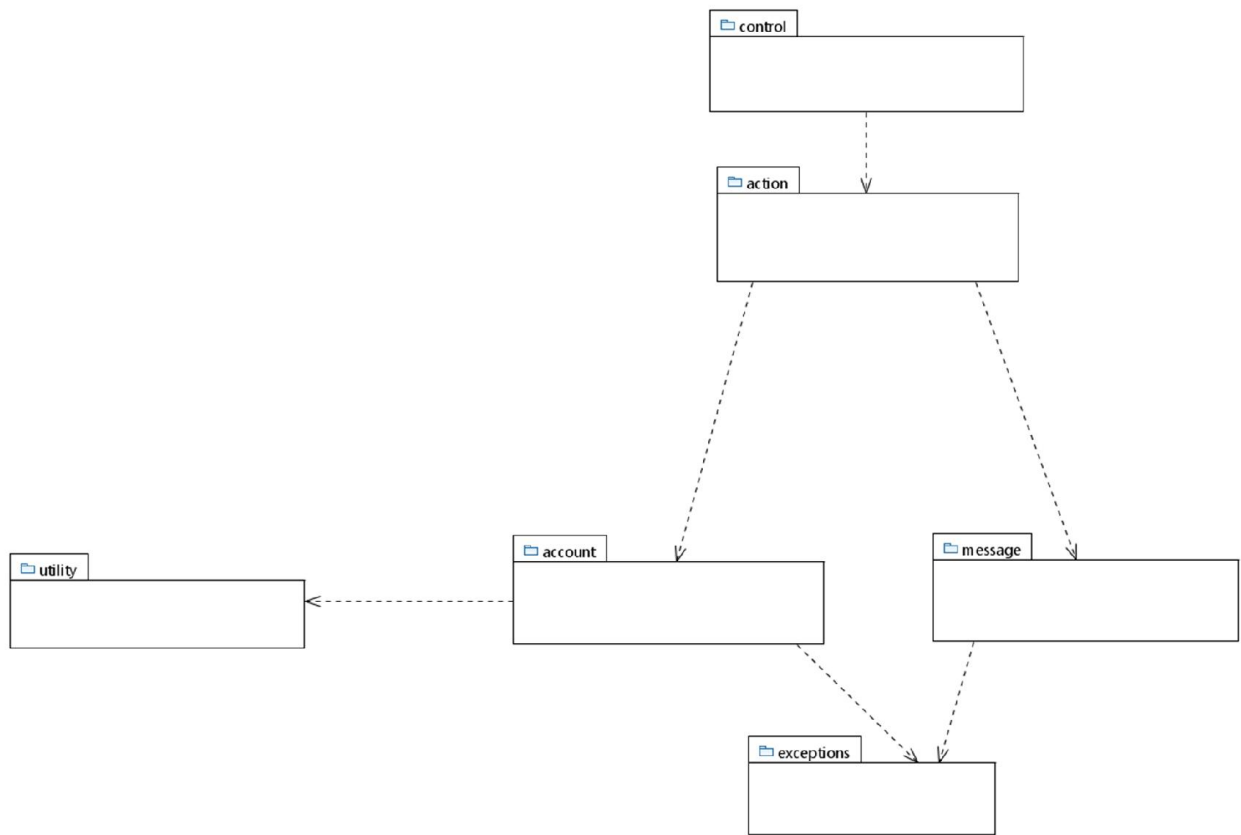 control
action
account
message
utility
exceptions